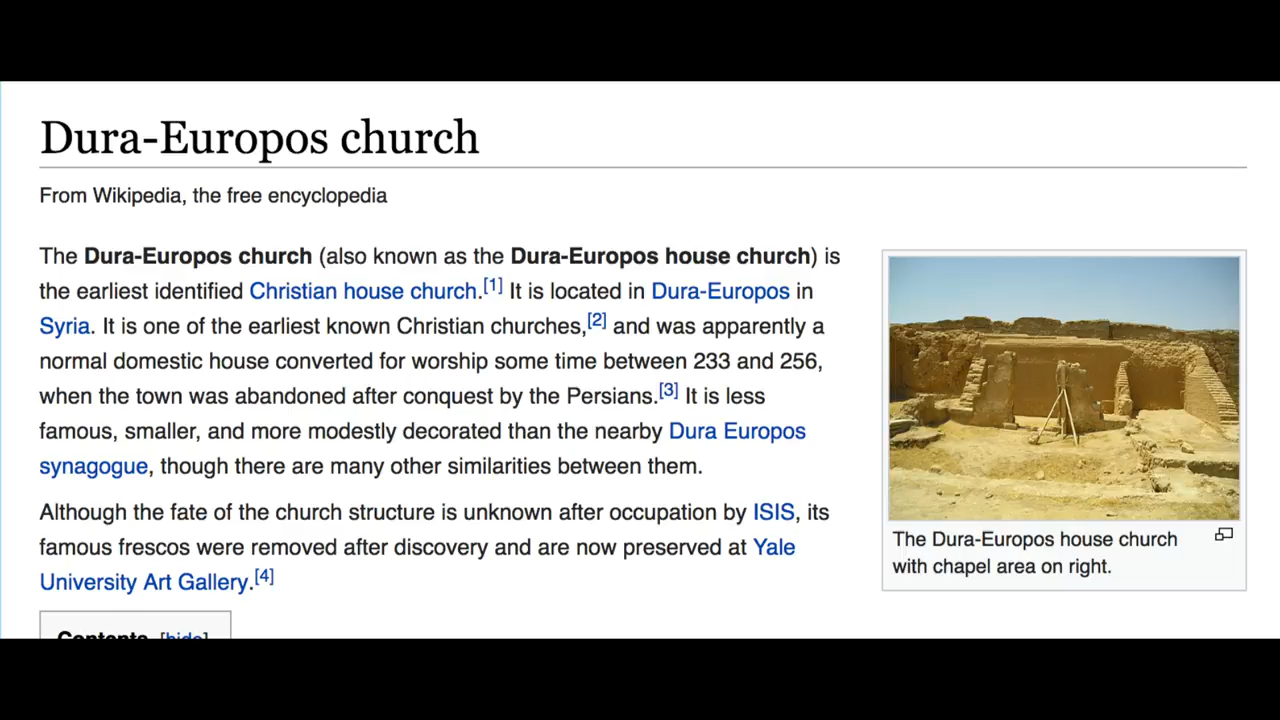 Dura-Europos church
From Wikipedia, the free encyclopedia
The Dura-Europos church (also known as the Dura-Europos house church) is
the earliest identified Christian house church.[1] It is located in Dura-Europos in
Syria. It is one of the earliest known Christian churches,[2] and was apparently a
normal domestic house converted for worship some time between 233 and 256,
when the town was abandoned after conquest by the Persians.[3] It is less
famous, smaller, and more modestly decorated than the nearby Dura Europos
synagogue, though there are many other similarities between them.
Although the fate of the church structure is unknown after occupation by ISIS, its
famous frescos were removed after discovery and are now preserved at Yale
University Art Gallery.[4]
The Dura-Europos house church
with chapel area on right.
Contents [hide]